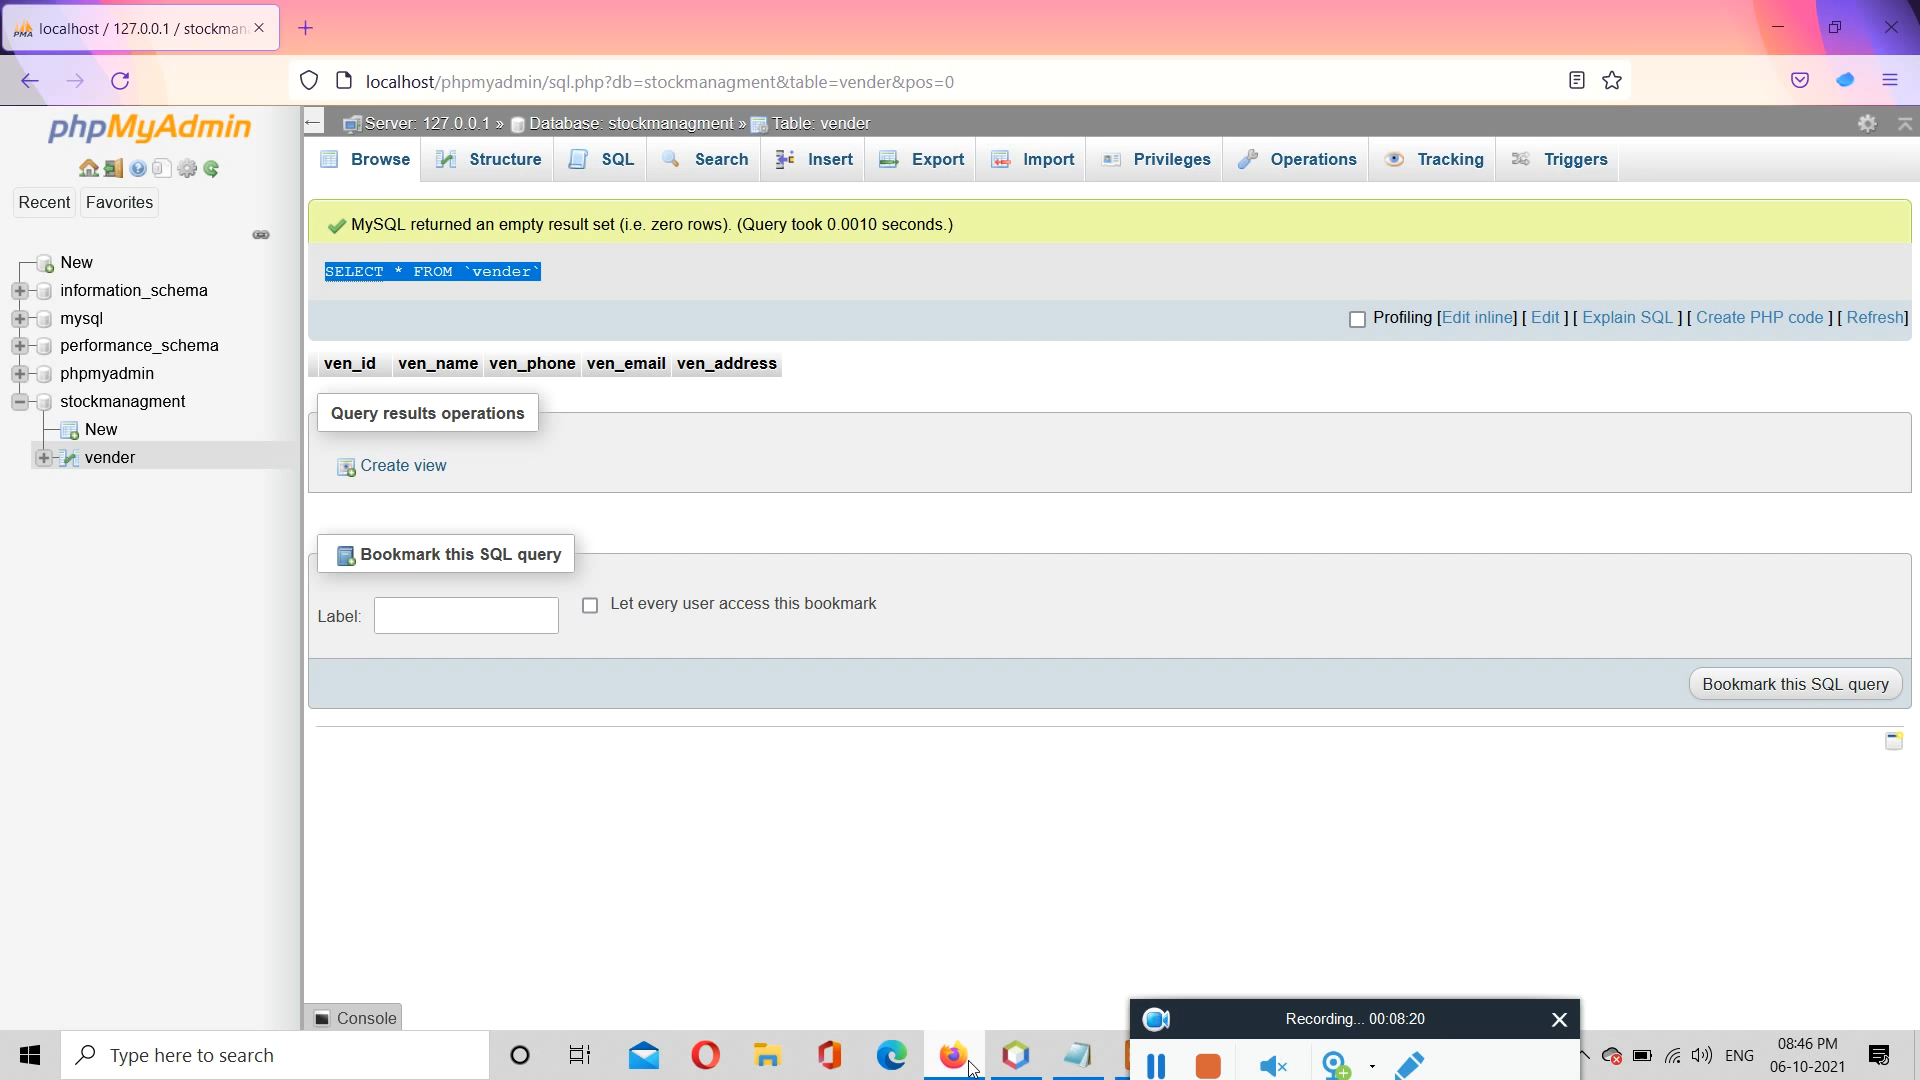 localhost / 127.0.0.1 / stockman
localhost/phpmyadmin/sql.php?db=stockmanagment&table=vender&pos=0
phpMyAdmin
Recent
Favorites
New
information_schema
mysql
performance_schema
phpmyadmin
stockmanagment
New
vender
Server: 127.0.0.1 » Database: stockmanagment » Table: vender
Browse
Structure
SQL
Search
Insert
Export
Import
Privileges
Operations
Tracking
Triggers
MySQL returned an empty result set (i.e. zero rows). (Query took 0.0010 seconds.)
SELECT * FROM `vender`
Profiling [Edit inline] [ Edit ] [ Explain SQL ] [ Create PHP code ] [ Refresh]
ven_id ven_name ven_phone ven_email ven_address
Query results operations
Create view
Bookmark this SQL query
Label:
Let every user access this bookmark
Bookmark this SQL query
Console
Recording... 00:08:20
Type here to search
ENG
08:46 PM
06-10-2021